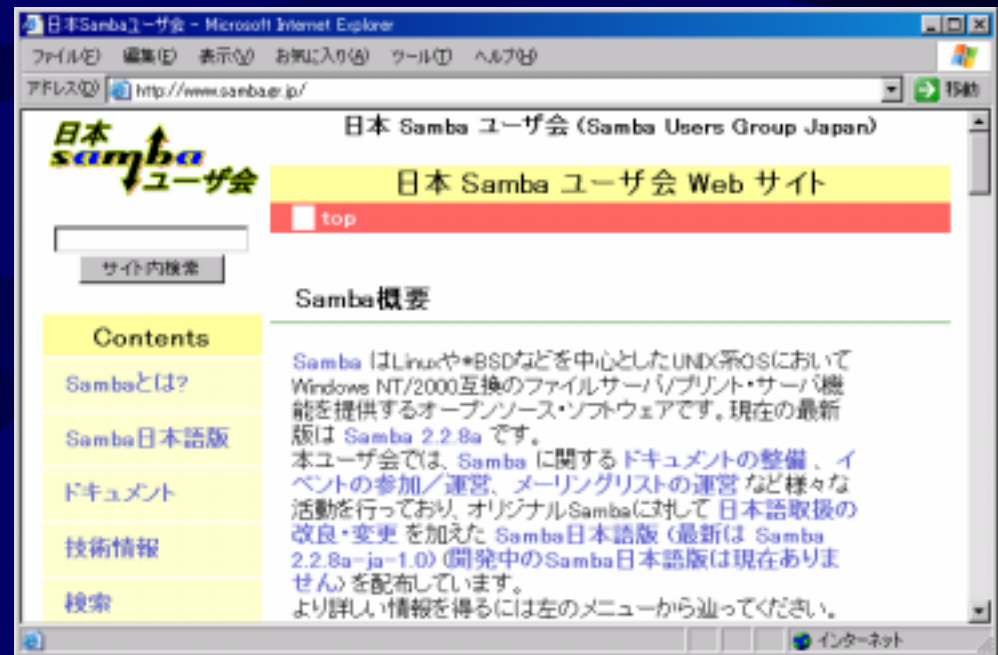 日本Sambaユーザ会 - Microsoft Internet Explorer
ファイル(F) 編集(E) 表示(V) お気に入り(A) ツール(T) ヘルプ(H)
アドレス(D) http://www.samba.gr.jp/ 移動
日本
samba
ユーザ会
サイト内検索
Contents
Sambaとは?
Samba日本語版
ドキュメント
技術情報
検索
日本 Samba ユーザ会 (Samba Users Group Japan)
日本 Samba ユーザ会 Web サイト
top
Samba概要
Samba はLinuxや*BSDなどを中心としたUNIX系OSにおいて
Windows NT/2000互換のファイルサーバ/プリント・サーバ機
能を提供するオープンソース・ソフトウェアです。現在の最新
版は Samba 2.2.8a です。
本ユーザ会では、Samba に関する ドキュメントの整備 、イ
ベントの参加／運営、メーリングリストの運営 など様々な
活動を行っており、オリジナルSambaに対して 日本語取扱の
改良・変更 を加えた Samba日本語版 (最新は Samba
2.2.8a-ja-1.0) (開発中のSamba日本語版は現在ありま
せん) を配布しています。
より詳しい情報を得るには左のメニューから辿ってください。
インターネット